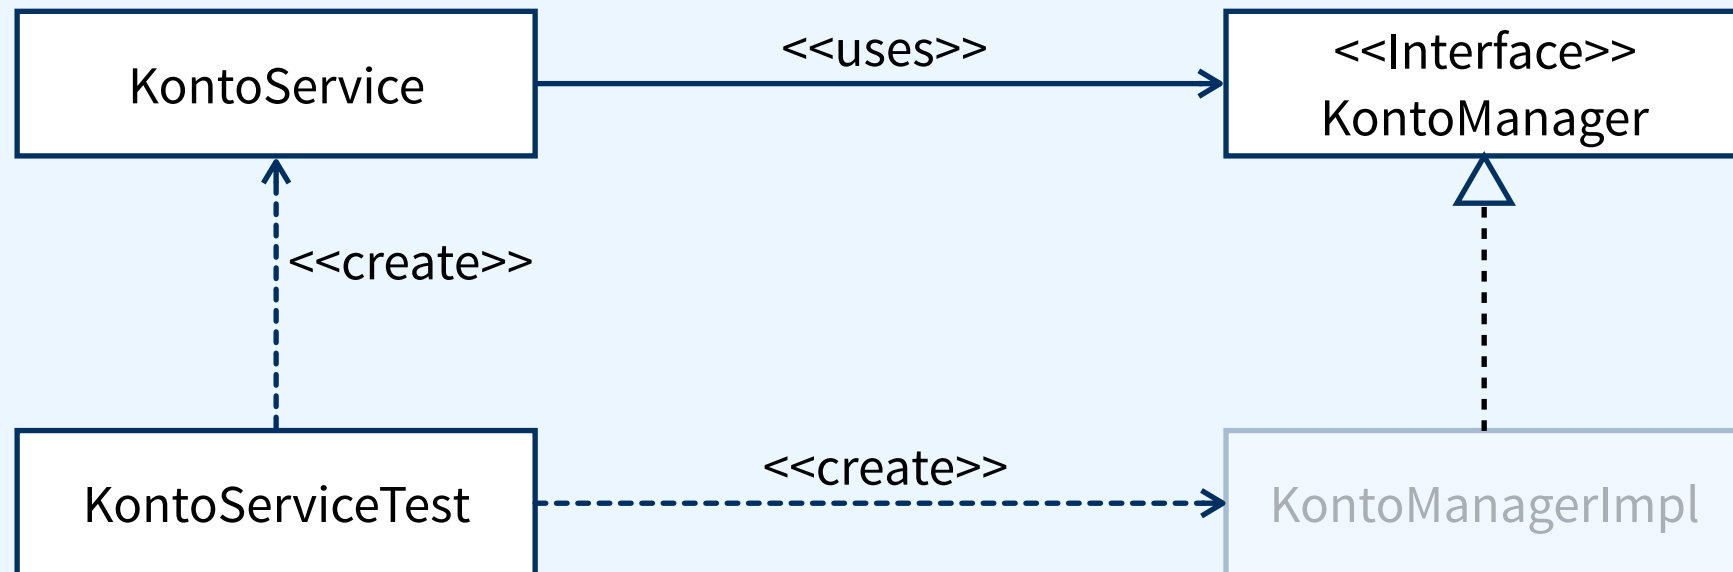 KontoService
<<uses>>
<<Interface>>
KontoManager
<<create>>
KontoServiceTest
<<create>>
KontoManagerImpl